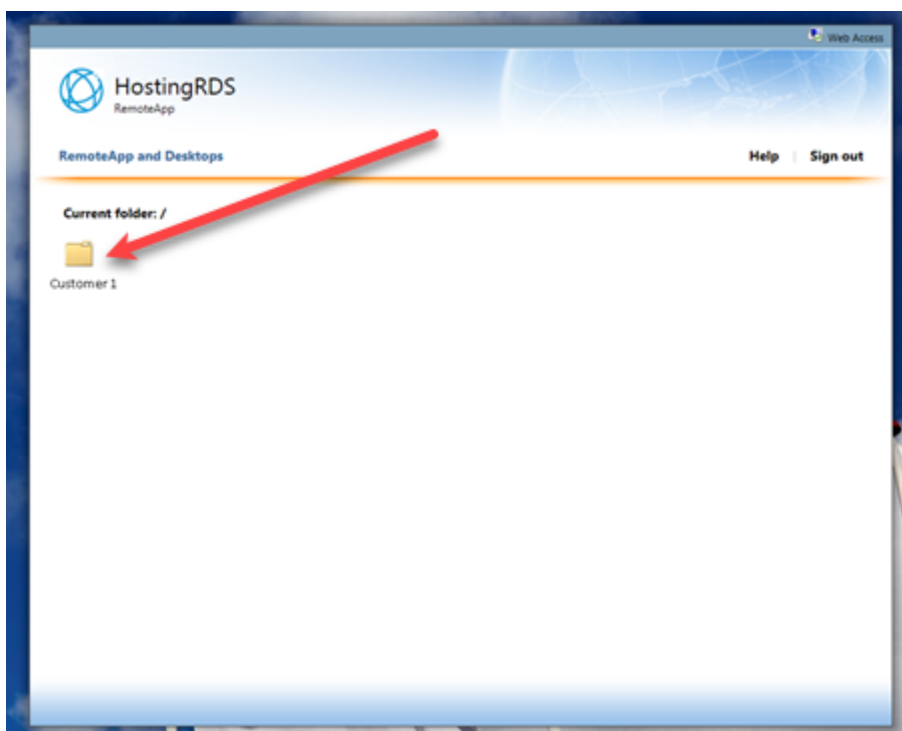 Web Access
HostingRDS
RemoteApp
RemoteApp and Desktops
Help | Sign out
Current folder: /
Customer 1